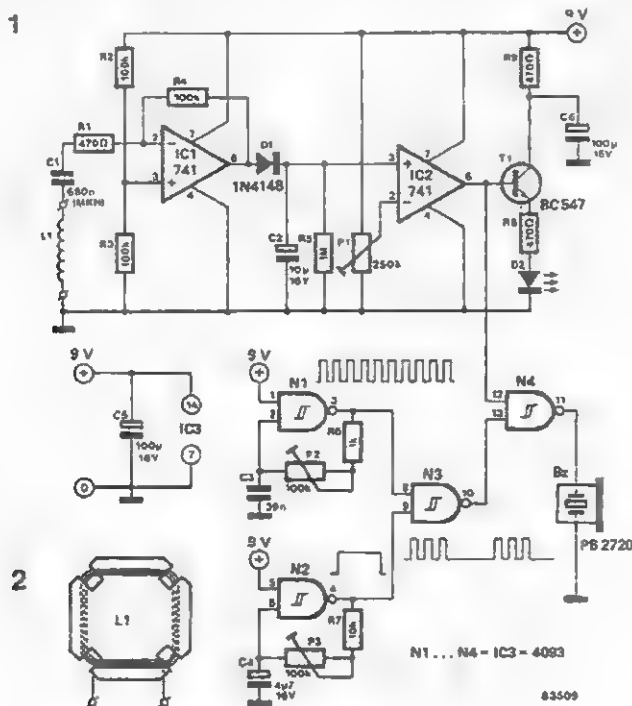 1
9 V
R2
100k
R4
100k
R1
470Ω
C1
680n
(MKH)
L1
R3
100k
2
3
7
6
4
IC1
741
D1
1N4148
C2
10µ
16V
R5
1M
P1
250k
3
2
7
6
4
IC2
741
R9
470Ω
C6
100µ
16V
T1
BC547
R8
470Ω
D2
9 V
C5
100µ
16V
0
14
IC3
7
9 V
N1
1
2
3
R6
1k
P2
100k
C3
39n
N3
8
9
10
N4
12
13
11
Bz
PB 2720
9 V
N2
5
6
4
R7
10k
P3
100k
C4
4µ7
16V
N1 ... N4 = IC3 = 4093
2
L1
83509